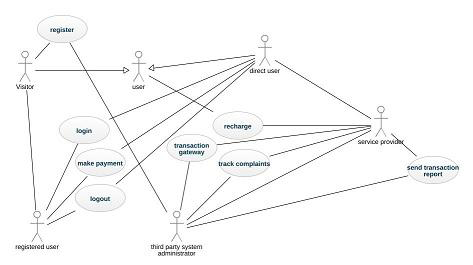 register
Visitor
user
direct user
login
recharge
service provider
transaction
gateway
make payment
track complaints
send transaction
report
logout
registered user
third party system
administrator